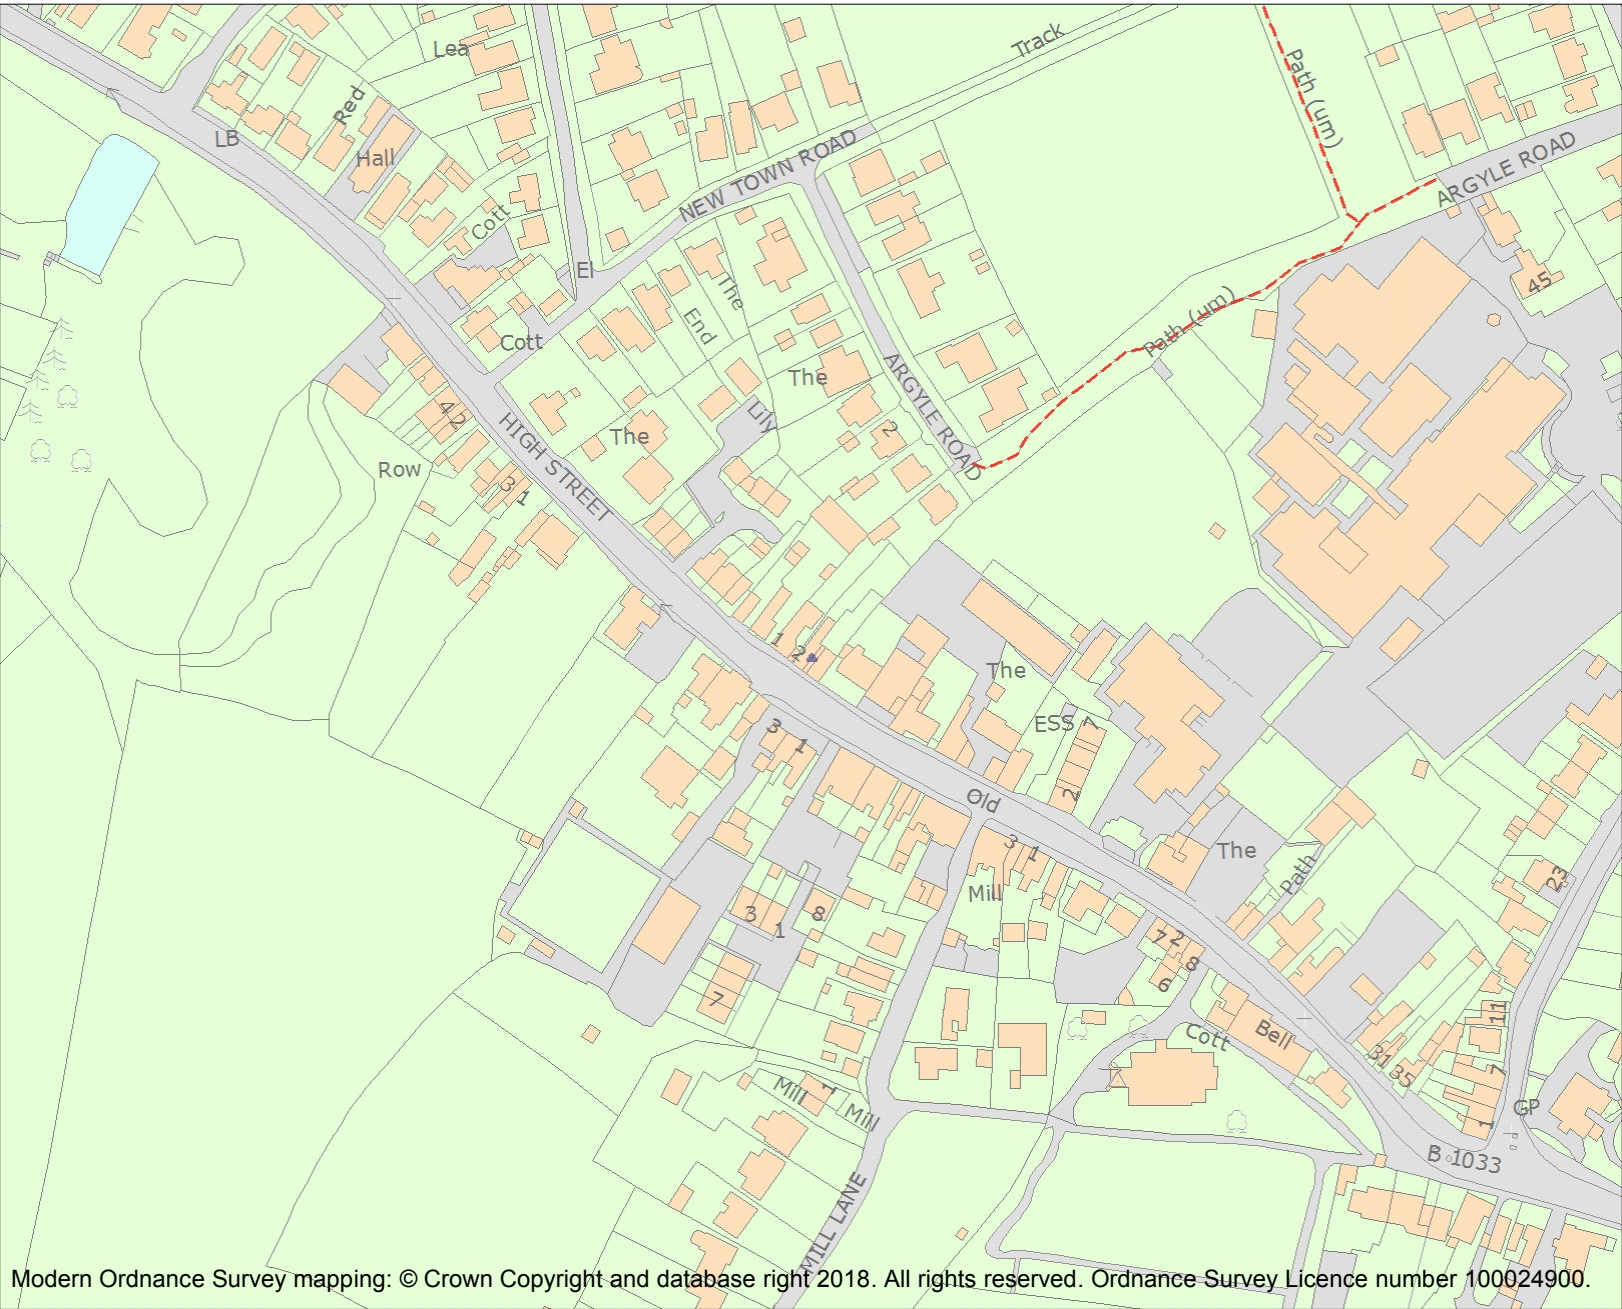 Lea
Track
Path (um)
Red
LB
Hall
NEW TOWN ROAD
ARGYLE ROAD
Cott
El
45
The
Path (um)
End
Cott
The
ARGYLE ROAD
42
Lily
HIGH STREET
The
2
Row
3 1
1
2
The
ESS
7
3
1
Old
2
3 1
The
Path
23
Mill
3
1
8
7 2
8
6
7
11
Cott
Bell
31 35
7
Mill
1
Mill
GP
1
B 1033
MILL LANE
Modern Ordnance Survey mapping: © Crown Copyright and database right 2018. All rights reserved. Ordnance Survey Licence number 100024900.